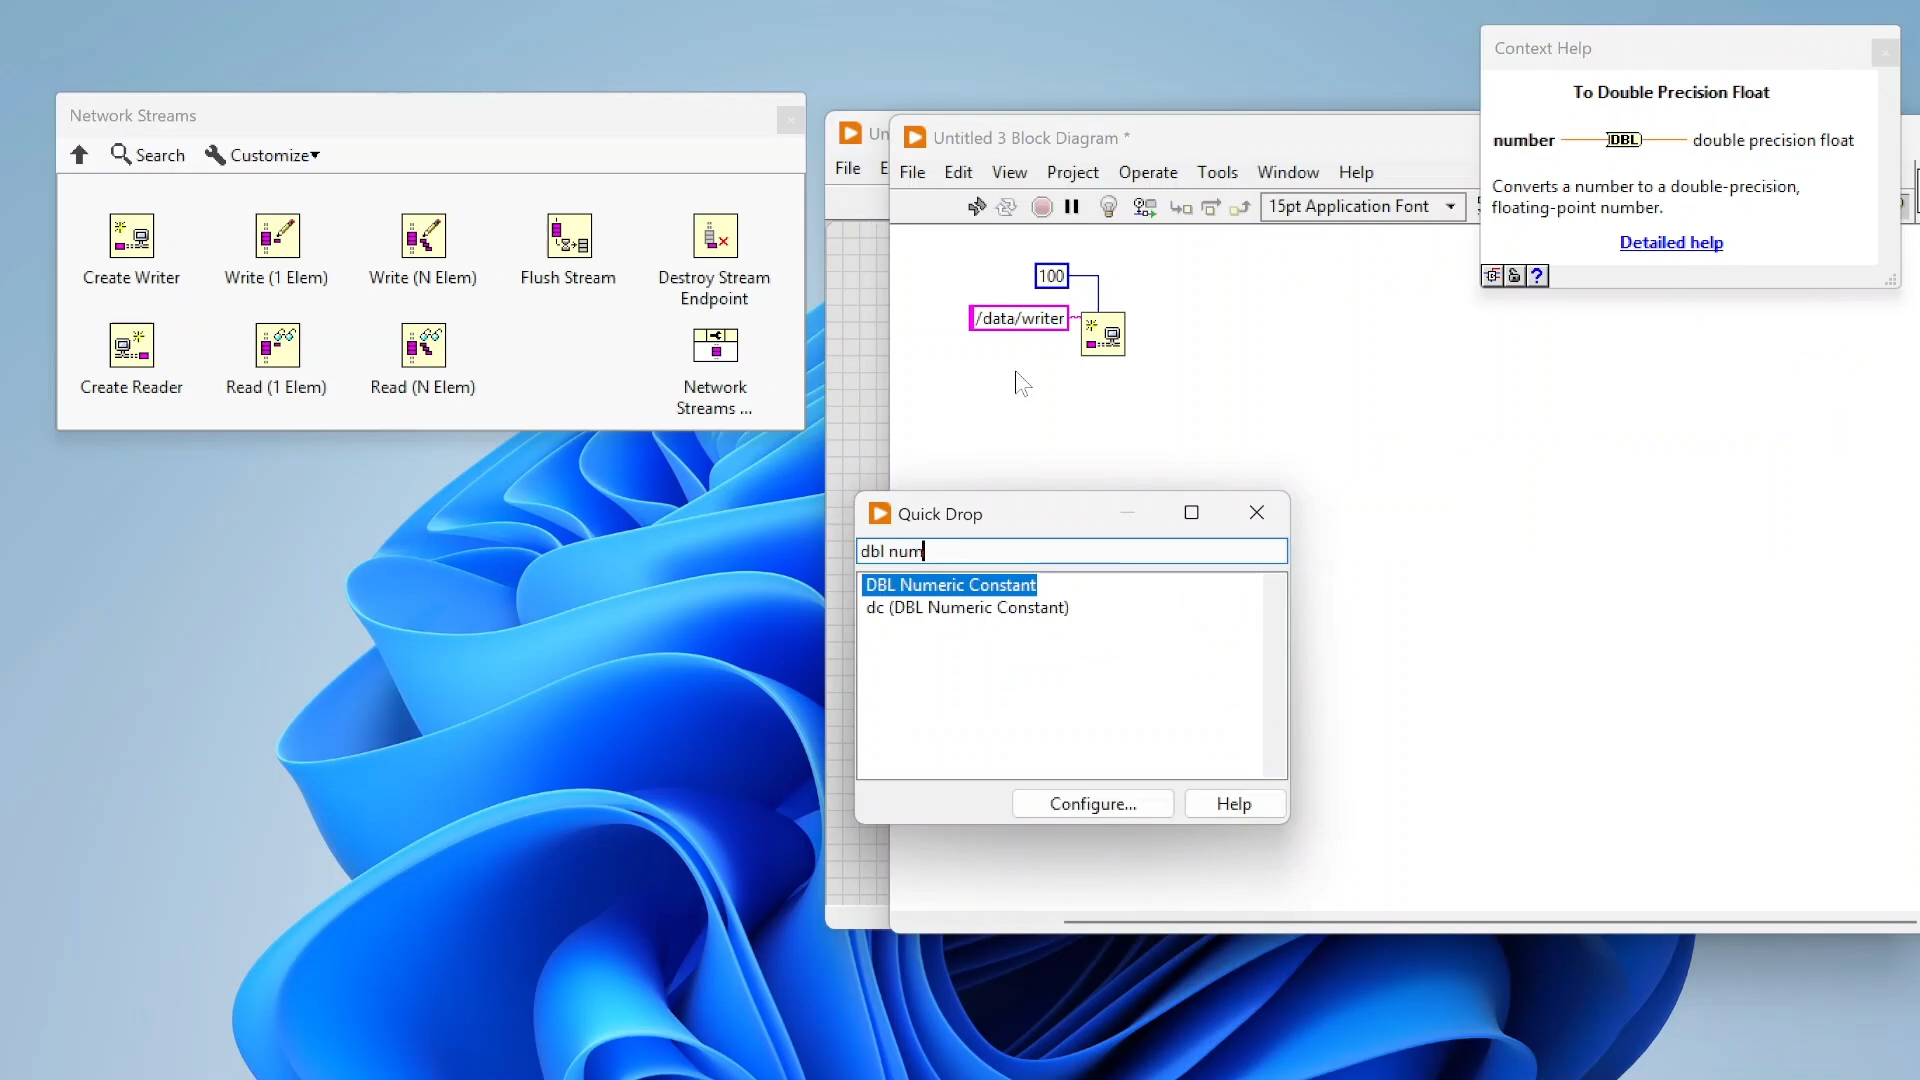 Network Streams
Search
Customize▾
Create Writer
Write (1 Elem)
Write (N Elem)
Flush Stream
Destroy Stream
Endpoint
Create Reader
Read (1 Elem)
Read (N Elem)
Network
Streams ...
Un
File
E
Untitled 3 Block Diagram *
File Edit View Project Operate Tools Window Help
15pt Application Font
100
/data/writer
Quick Drop
dbl num
DBL Numeric Constant
dc (DBL Numeric Constant)
Configure...
Help
Context Help
To Double Precision Float
number
DBL
double precision float
Converts a number to a double-precision,
floating-point number.
Detailed help
?